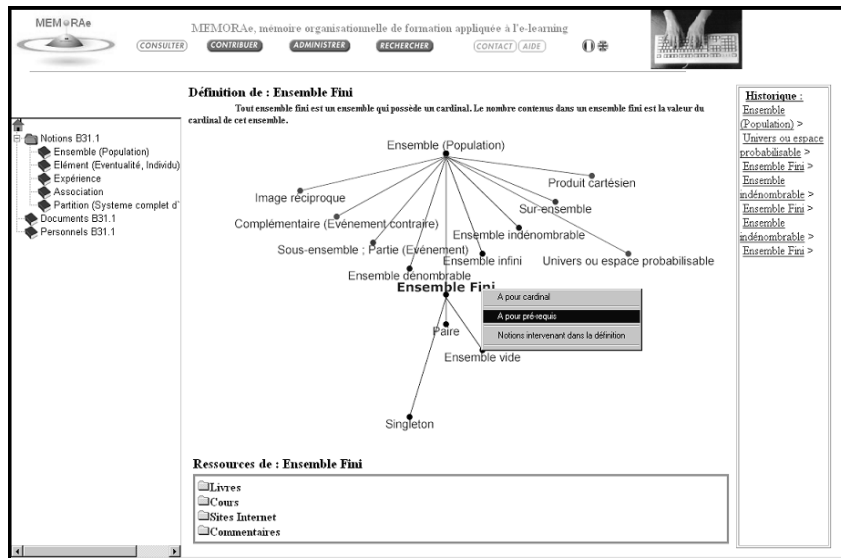 MEMORAe
MEMORAe, mémoire organisationnelle de formation appliquée à l'e-learning
CONSULTER CONTRIBUER ADMINISTRER RECHERCHER CONTACT AIDE
Notions B31.1
Ensemble (Population)
Elément (Eventualité, Individu)
Expérience
Association
Partition (Systeme complet d'
Documents B31.1
Personnels B31.1
Définition de : Ensemble Fini
Tout ensemble fini est un ensemble qui possède un cardinal. Le nombre contenus dans un ensemble fini est la valeur du
cardinal de cet ensemble.
Ensemble (Population)
Produit cartésien
Image réciproque
Sur-ensemble
Complémentaire (Evénement contraire)
Ensemble indénombrable
Sous-ensemble ; Partie (Evénement)
Ensemble infini
Univers ou espace probabilisable
Ensemble dénombrable
Ensemble Fini
A pour cardinal
A pour pré-requis
Notions intervenant dans la définition
Paire
Ensemble vide
Singleton
Ressources de : Ensemble Fini
Livres
Cours
Sites Internet
Commentaires
Historique :
Ensemble
(Population) >
Univers ou espace
probabilisable >
Ensemble Fini >
Ensemble
indénombrable >
Ensemble Fini >
Ensemble
indénombrable >
Ensemble Fini >